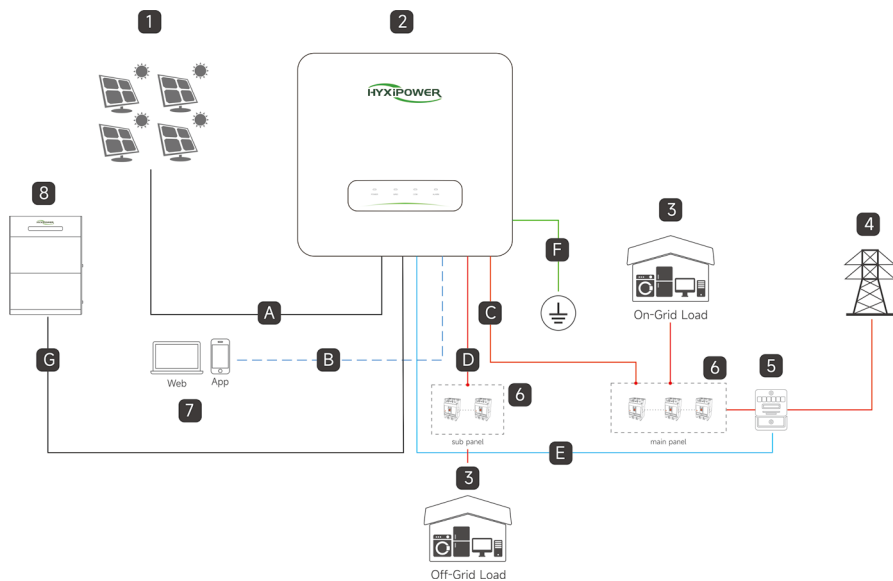 1
2
HYXiPOWER
8
3
4
F
A
C
On-Grid Load
G
B
D
Web
App
6
6
5
7
sub panel
main panel
E
3
Off-Grid Load